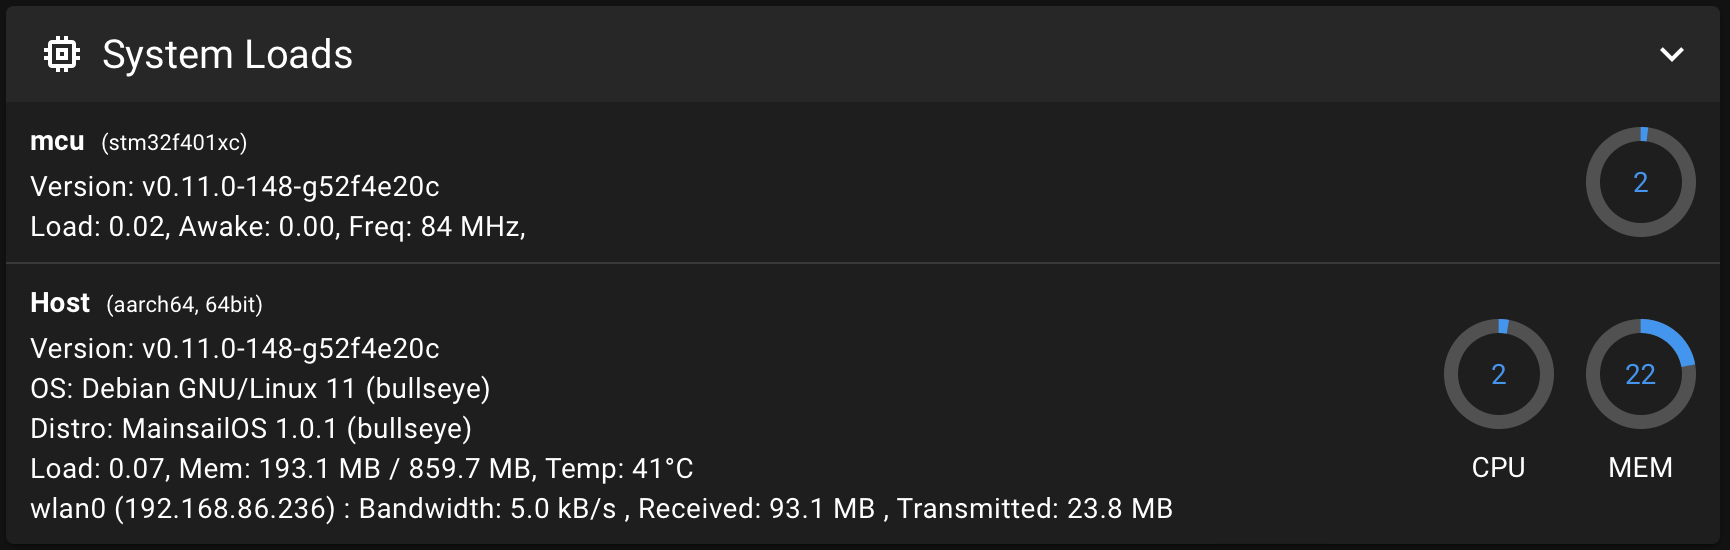 System Loads
mcu (stm32f401xc)
Version: v0.11.0-148-g52f4e20c
Load: 0.02, Awake: 0.00, Freq: 84 MHz,
2
Host (aarch64, 64bit)
Version: v0.11.0-148-g52f4e20c
OS: Debian GNU/Linux 11 (bullseye)
Distro: MainsailOS 1.0.1 (bullseye)
Load: 0.07, Mem: 193.1 MB / 859.7 MB, Temp: 41°C
wlan0 (192.168.86.236) : Bandwidth: 5.0 kB/s , Received: 93.1 MB , Transmitted: 23.8 MB
2 22
CPU MEM